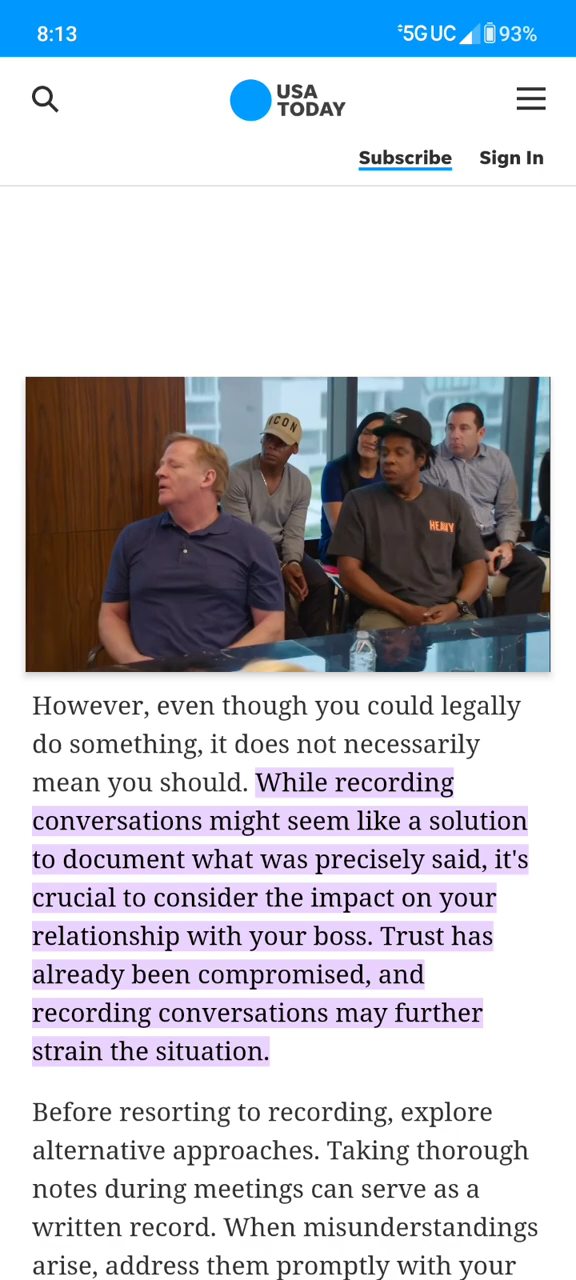 8:13
5G UC 93%
USA
TODAY
Subscribe Sign In
ICON
HEAVY
However, even though you could legally
do something, it does not necessarily
mean you should. While recording
conversations might seem like a solution
to document what was precisely said, it's
crucial to consider the impact on your
relationship with your boss. Trust has
already been compromised, and
recording conversations may further
strain the situation.
Before resorting to recording, explore
alternative approaches. Taking thorough
notes during meetings can serve as a
written record. When misunderstandings
arise, address them promptly with your